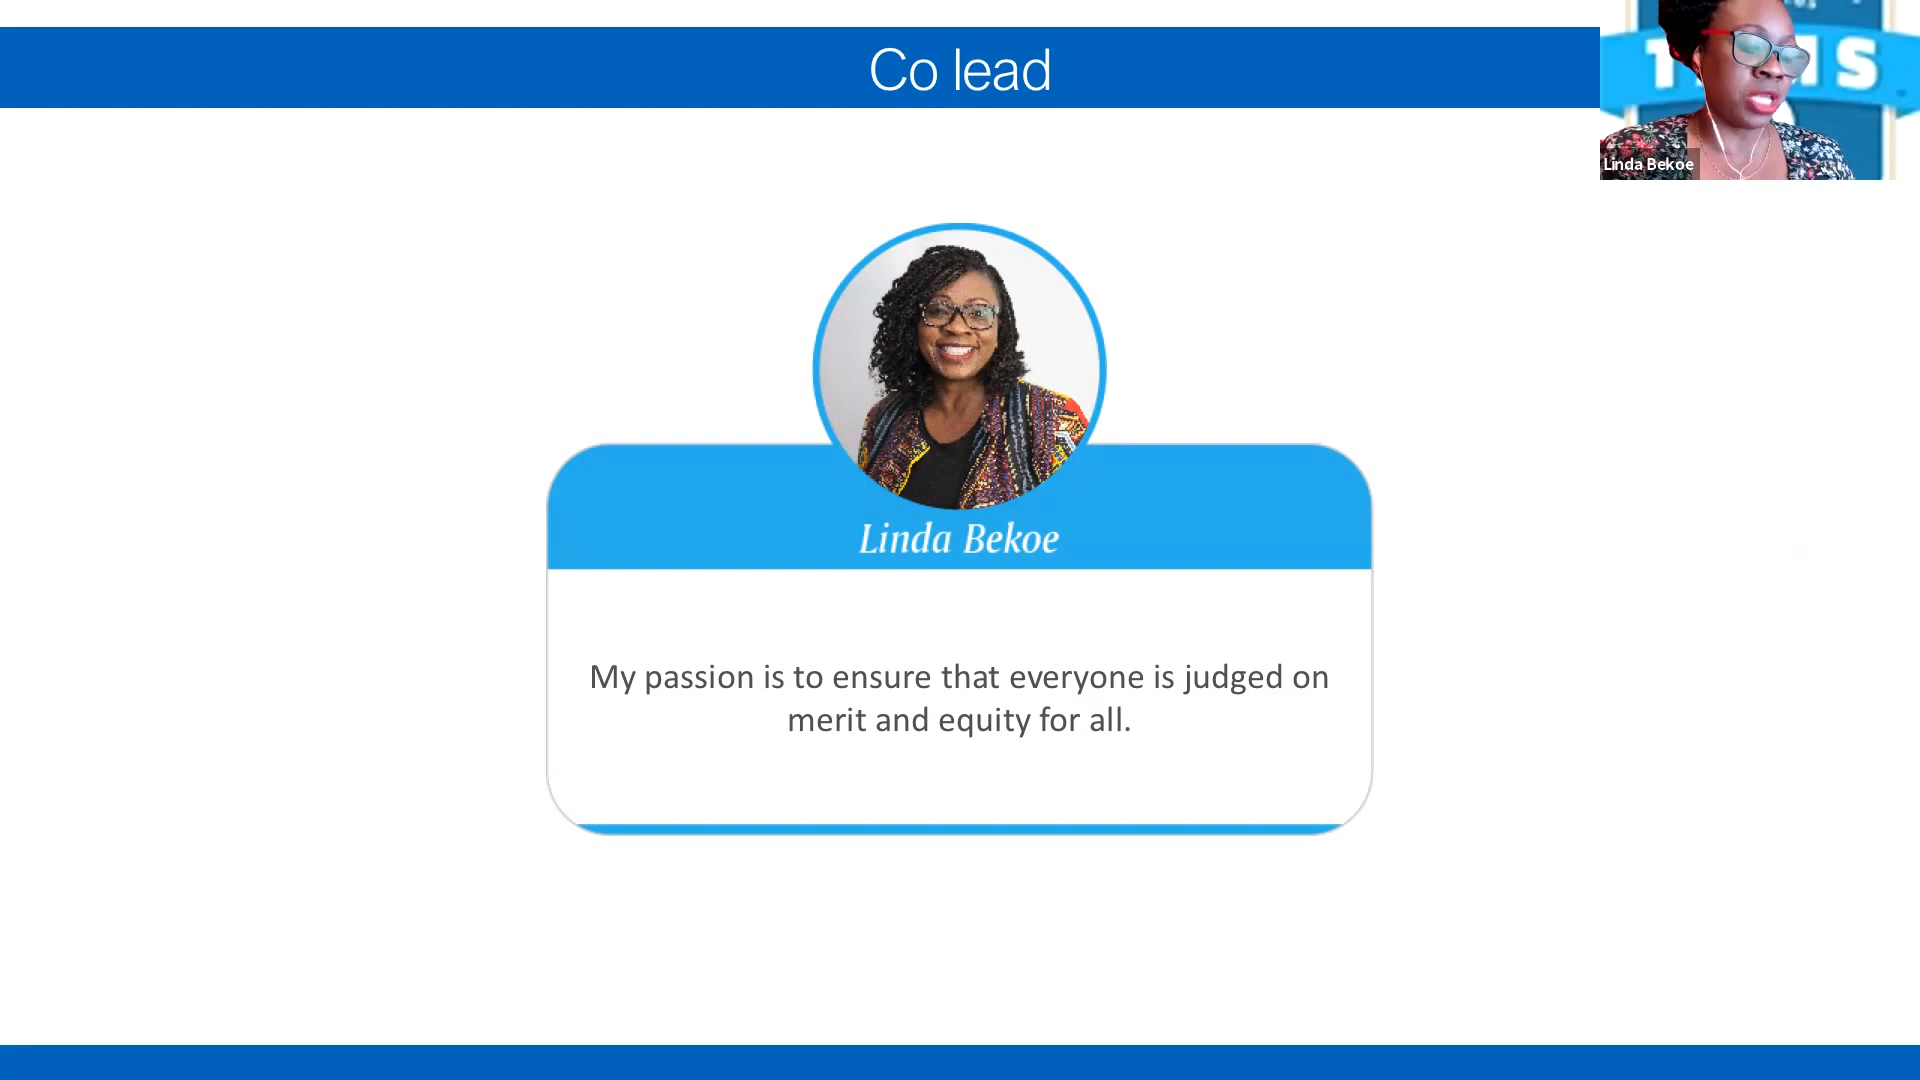 Co lead
Linda Bekoe
Linda Bekoe
My passion is to ensure that everyone is judged on
merit and equity for all.